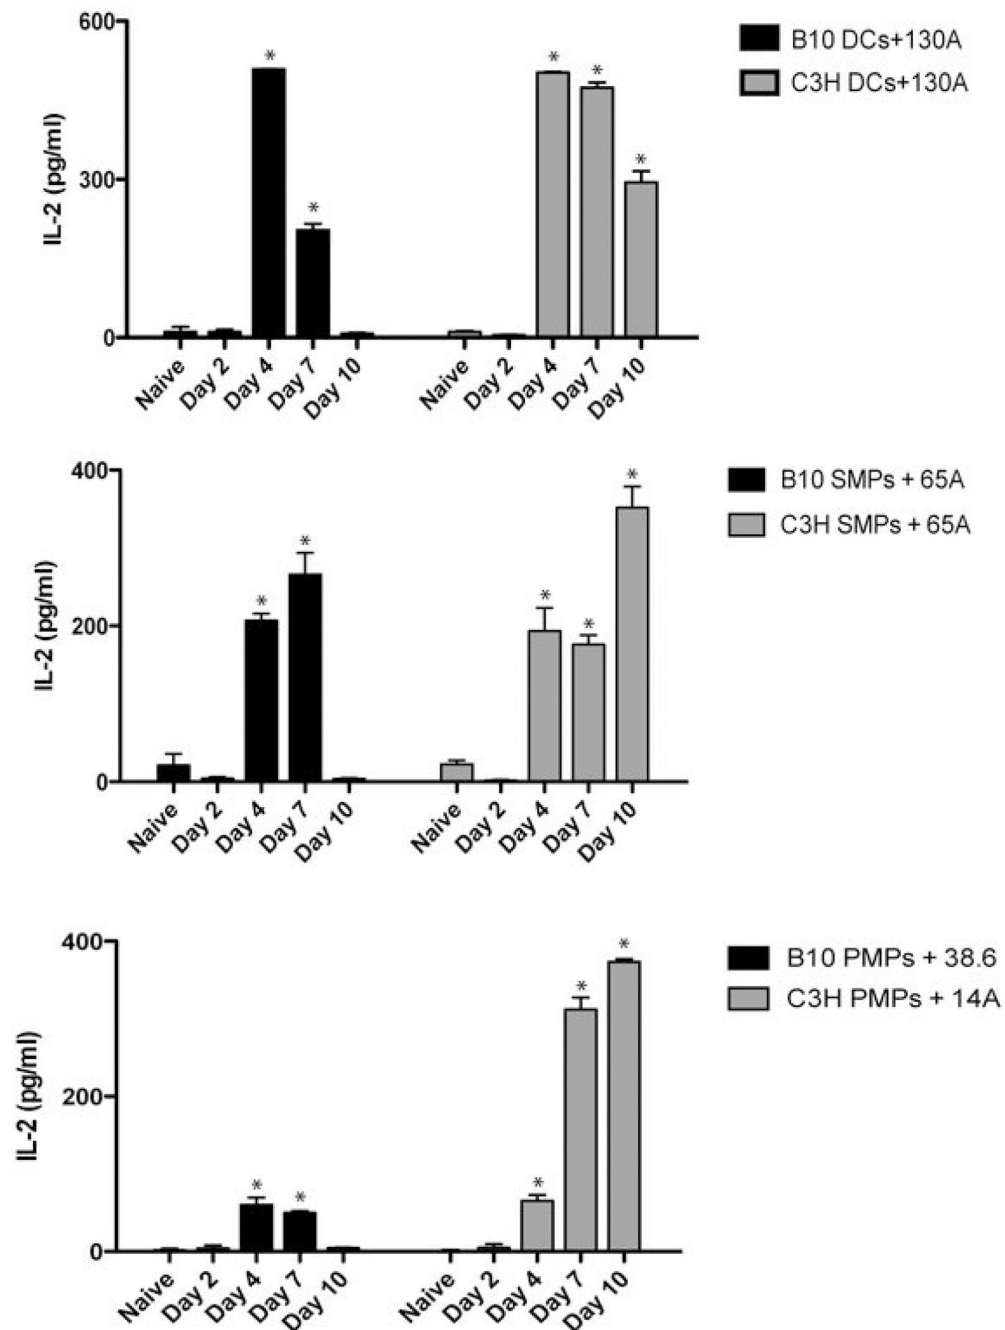 600
300
0
IL-2 (pg/ml)
* * * * *
Naive Day 2 Day 4 Day 7 Day 10 Naive Day 2 Day 4 Day 7 Day 10
B10 DCs+130A
C3H DCs+130A
400
200
0
IL-2 (pg/ml)
* * * * *
Naive Day 2 Day 4 Day 7 Day 10 Naive Day 2 Day 4 Day 7 Day 10
B10 SMPs + 65A
C3H SMPs + 65A
400
200
0
IL-2 (pg/ml)
* * * * *
Naive Day 2 Day 4 Day 7 Day 10 Naive Day 2 Day 4 Day 7 Day 10
B10 PMPs + 38.6
C3H PMPs + 14A